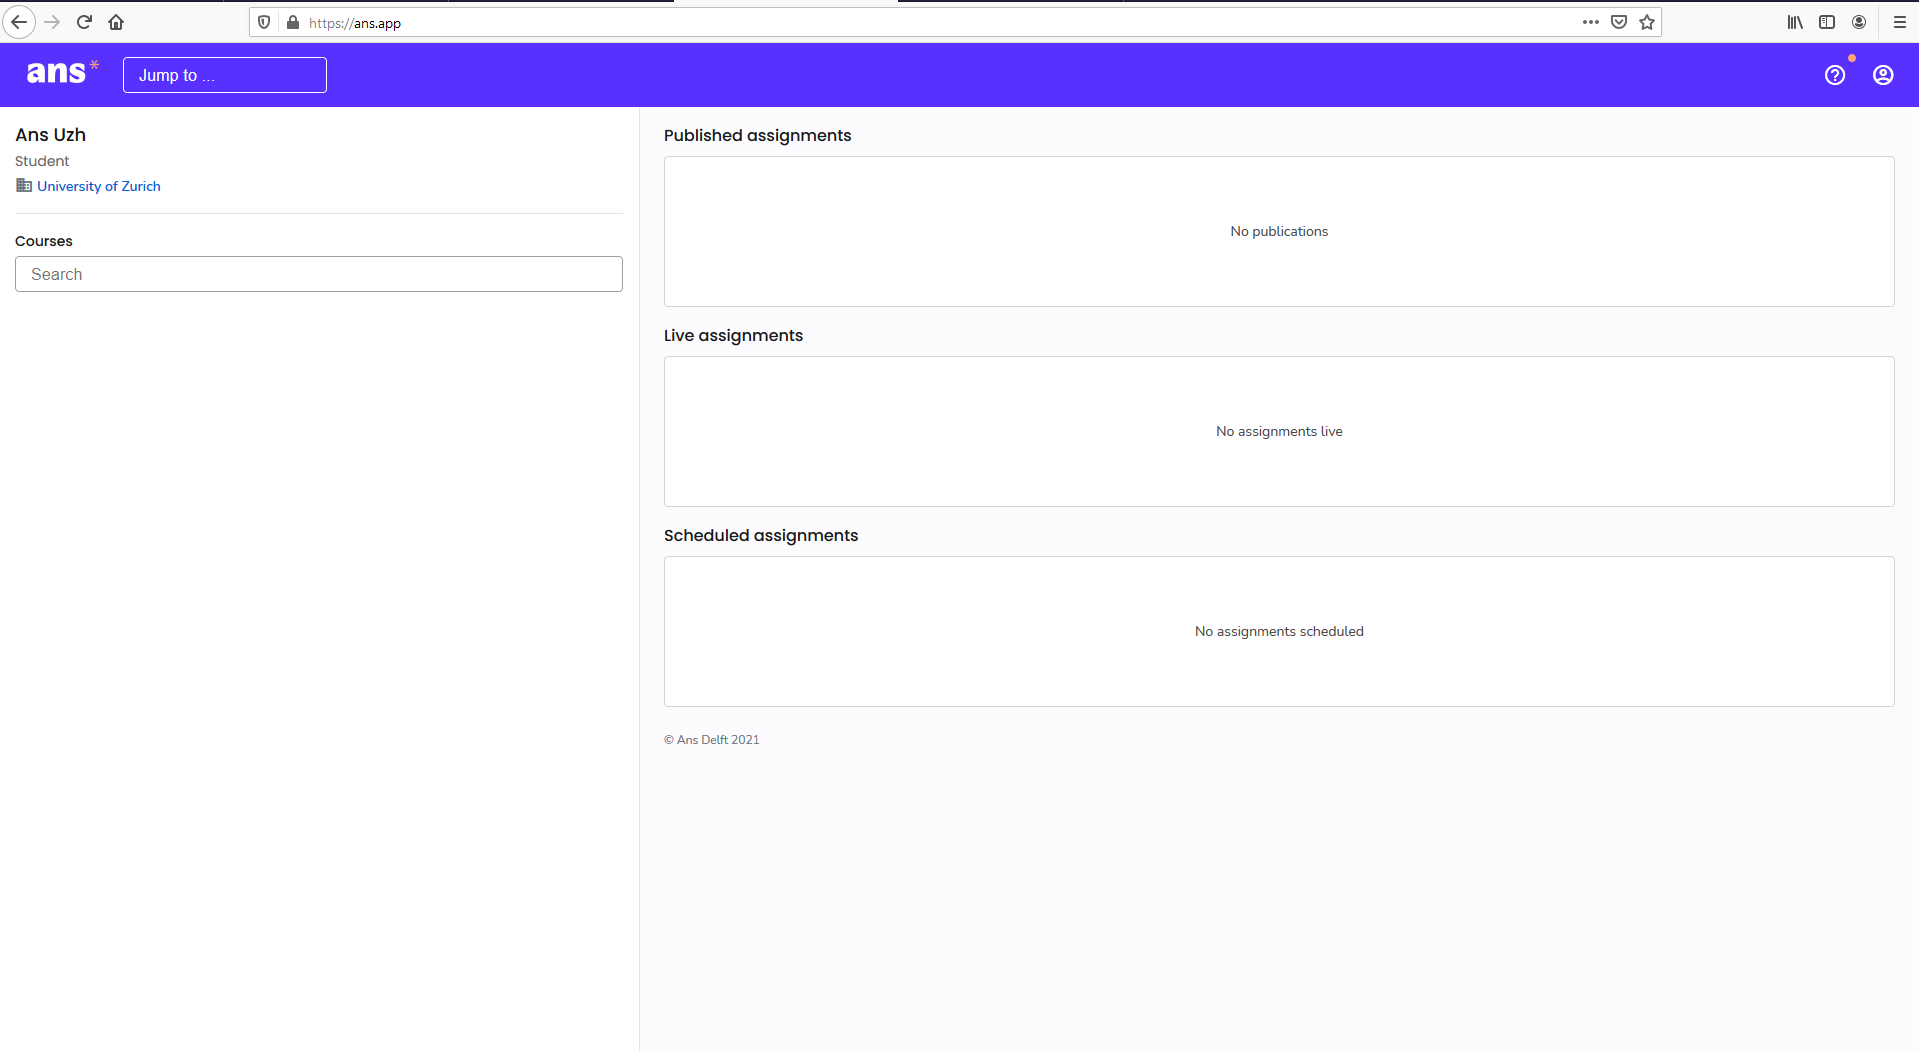 https://ans.app
ans*
Jump to ...
Ans Uzh
Student
University of Zurich
Courses
Search
Published assignments
No publications
Live assignments
No assignments live
Scheduled assignments
No assignments scheduled
© Ans Delft 2021